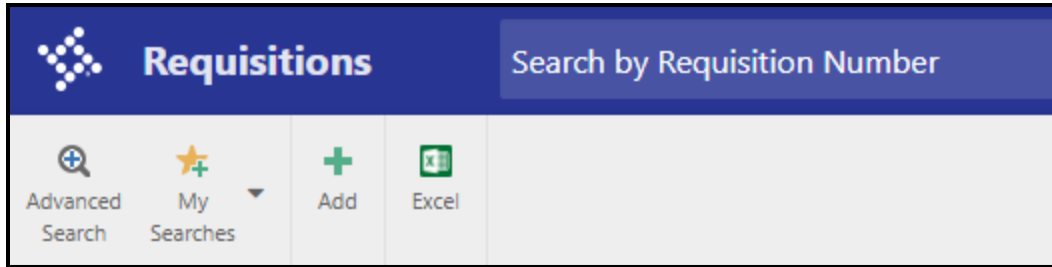 Requisitions
Search by Requisition Number
Advanced
Search
My
Searches
Add
Excel